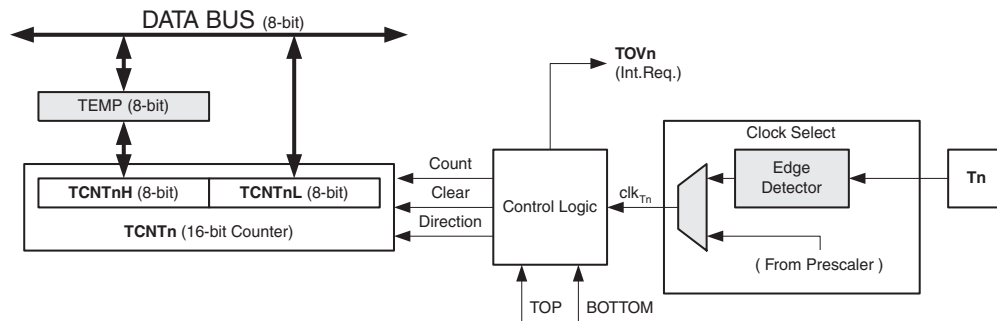 DATA BUS (8-bit)
TEMP (8-bit)
TCNTnH (8-bit)
TCNTnL (8-bit)
TCNTn (16-bit Counter)
Count
Clear
Direction
TOVn
(Int.Req.)
Control Logic
TOP
BOTTOM
clkTn
Clock Select
Edge
Detector
( From Prescaler )
Tn